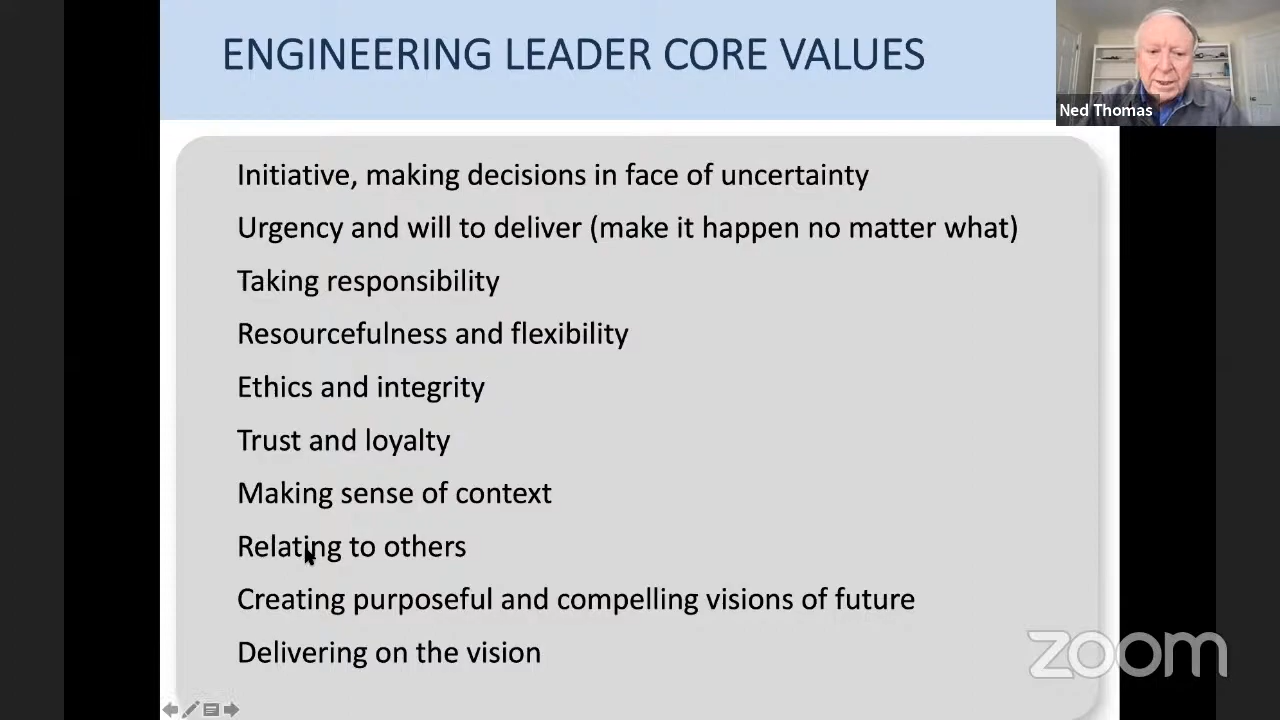 ENGINEERING LEADER CORE VALUES
Ned Thomas
Initiative, making decisions in face of uncertainty
Urgency and will to deliver (make it happen no matter what)
Taking responsibility
Resourcefulness and flexibility
Ethics and integrity
Trust and loyalty
Making sense of context
Relating to others
Creating purposeful and compelling visions of future
Delivering on the vision
zoom